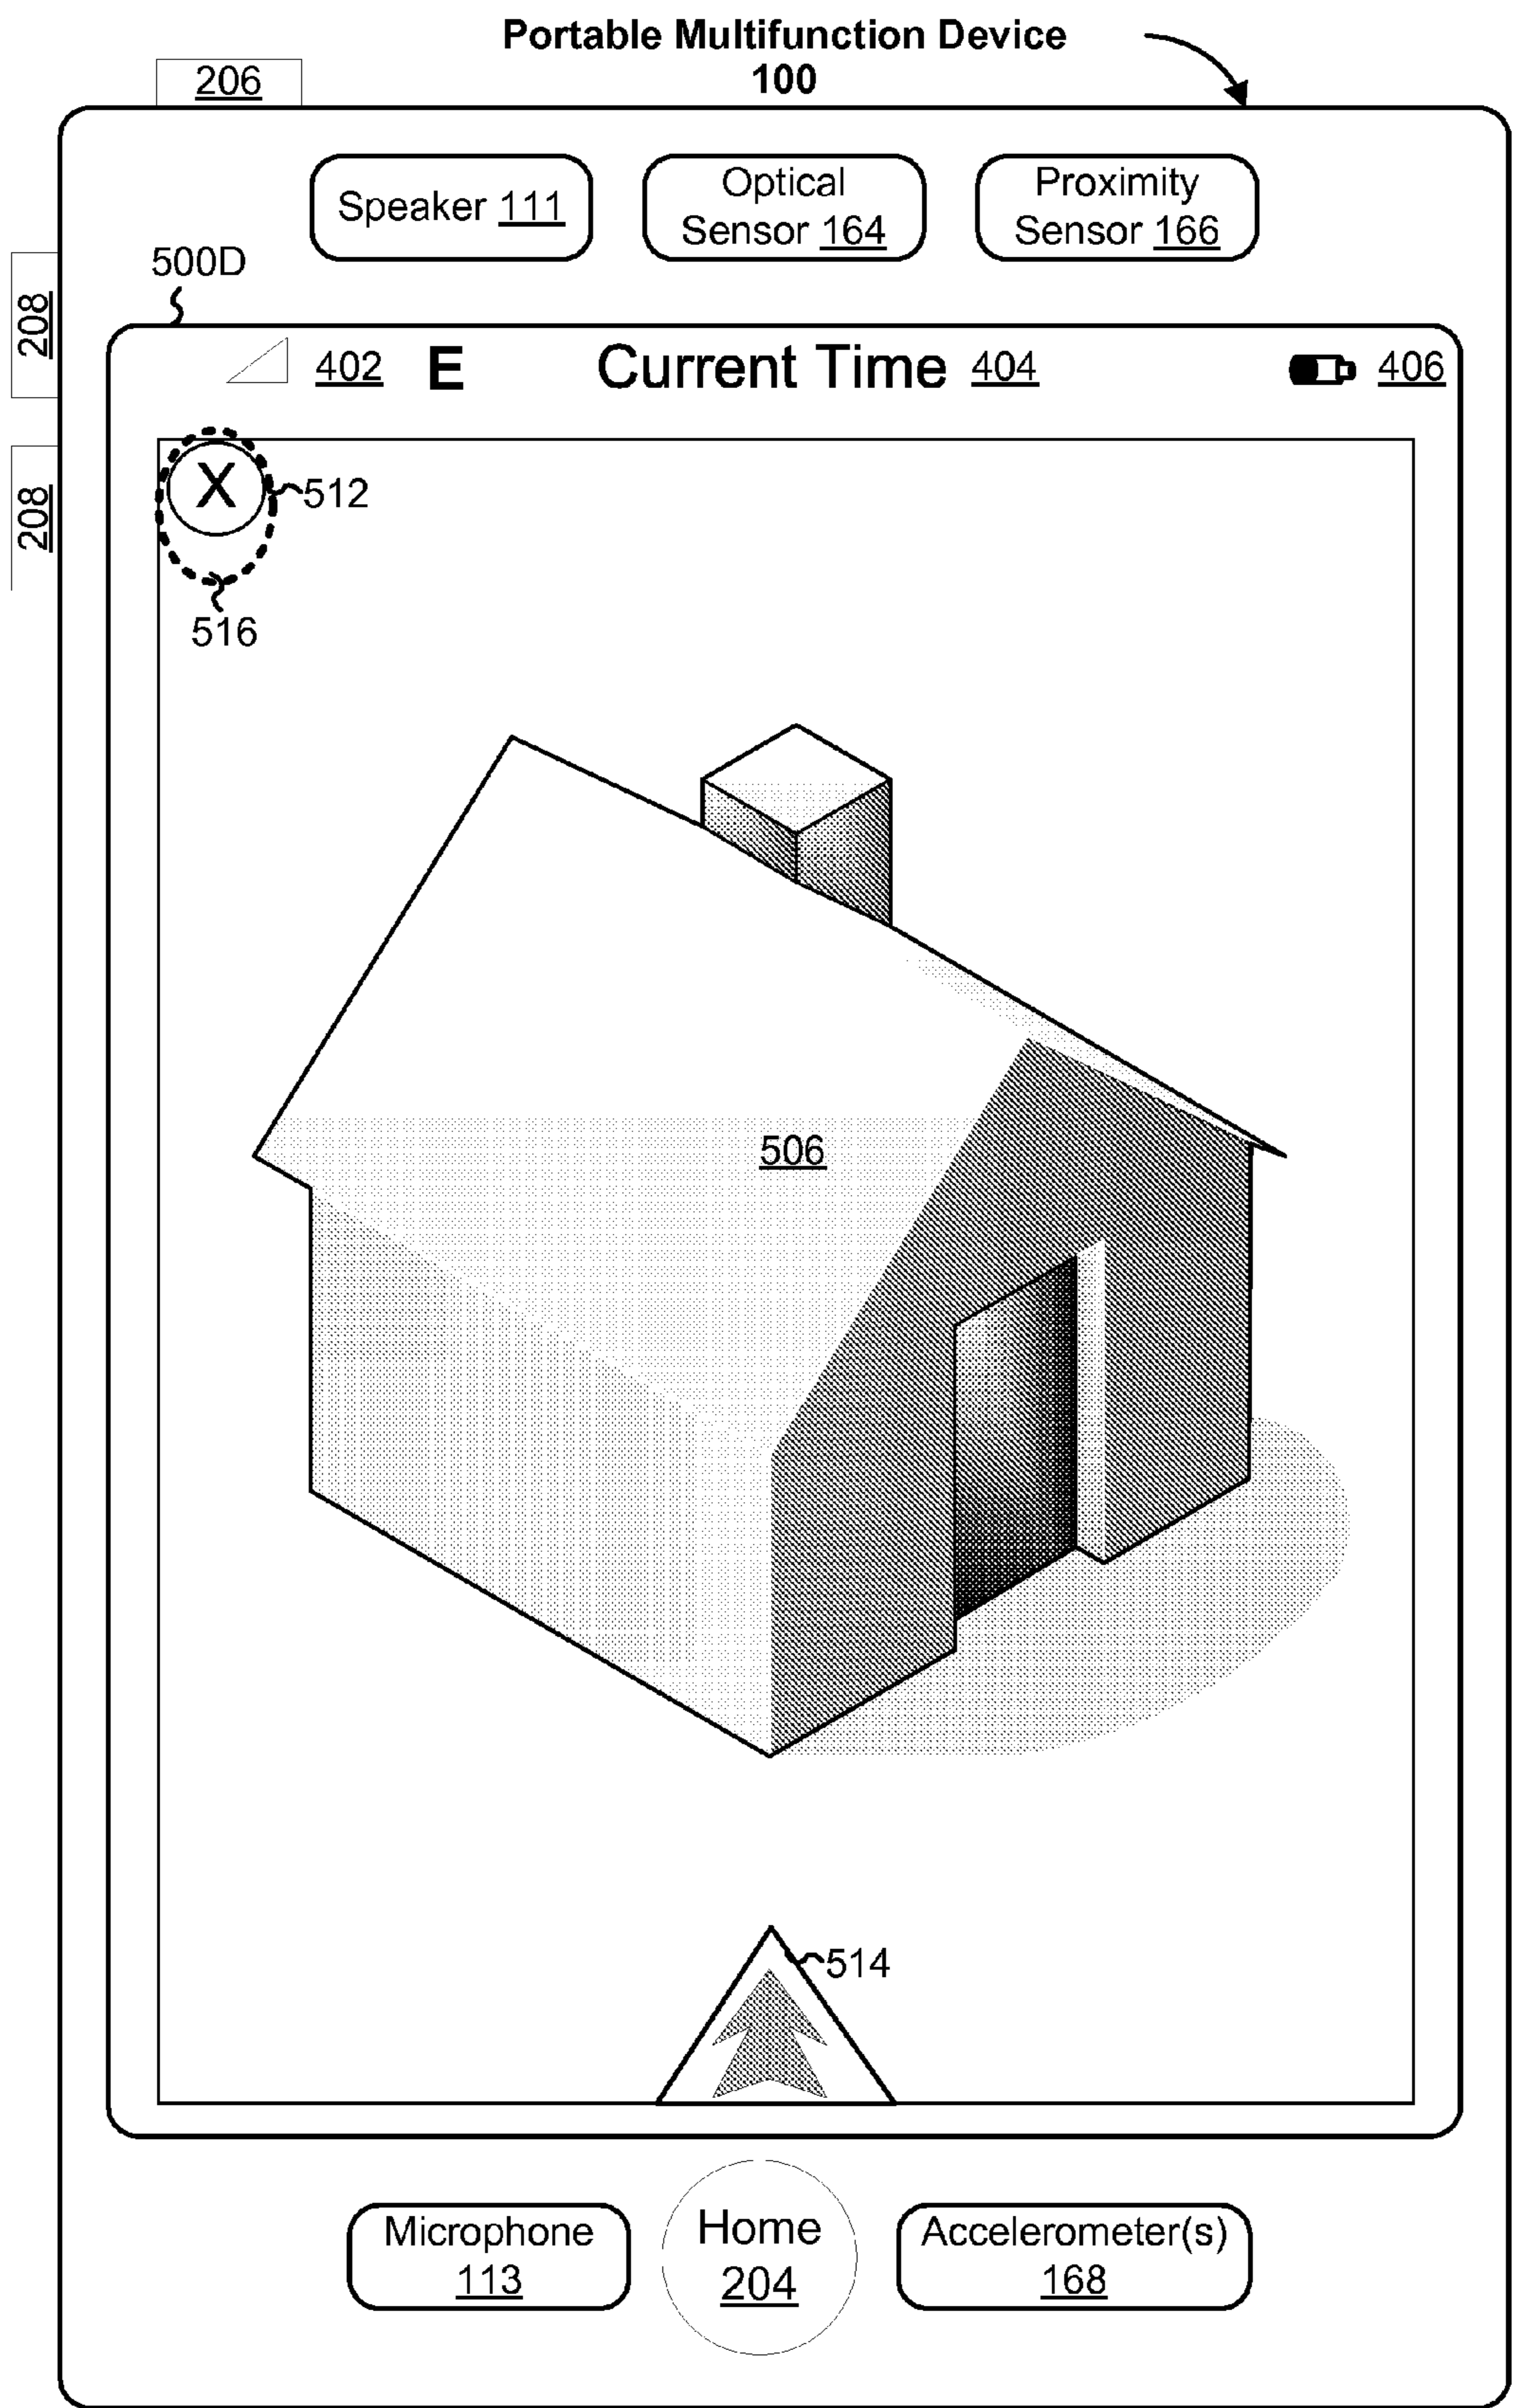 Portable Multifunction Device
100
206
Speaker 111
Optical
Sensor 164
Proximity
Sensor 166
208
500D
402 E Current Time 404 406
X
512
208
516
506
514
Microphone
113
Home
204
Accelerometer(s)
168